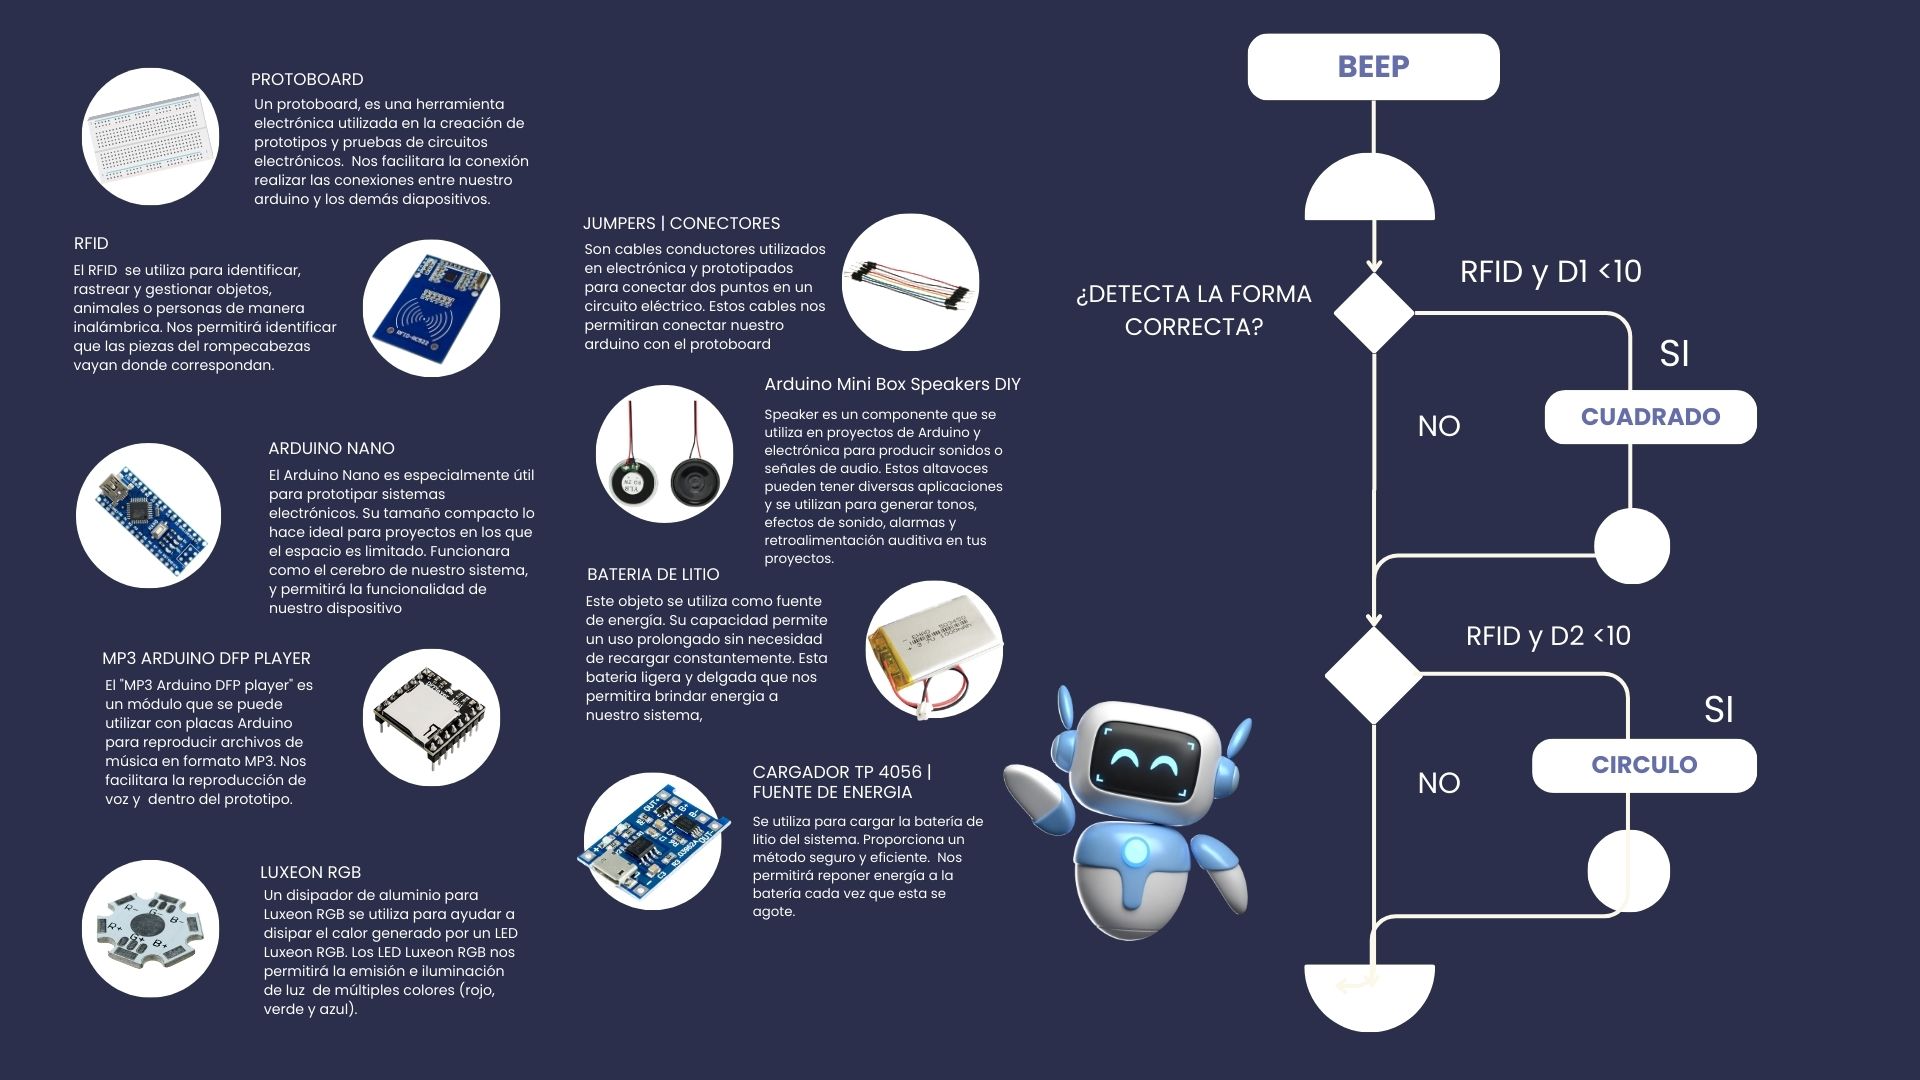 PROTOBOARD
Un protoboard, es una herramienta
electrónica utilizada en la creación de
prototipos y pruebas de circuitos
electrónicos.  Nos facilitara la conexión
realizar las conexiones entre nuestro
arduino y los demás diapositivos.
RFID
El RFID  se utiliza para identificar,
rastrear y gestionar objetos,
animales o personas de manera
inalámbrica. Nos permitirá identificar
que las piezas del rompecabezas
vayan donde correspondan.
ARDUINO NANO
El Arduino Nano es especialmente útil
para prototipar sistemas
electrónicos. Su tamaño compacto lo
hace ideal para proyectos en los que
el espacio es limitado. Funcionara
como el cerebro de nuestro sistema,
y permitirá la funcionalidad de
nuestro dispositivo
MP3 ARDUINO DFP PLAYER
El "MP3 Arduino DFP player" es
un módulo que se puede
utilizar con placas Arduino
para reproducir archivos de
música en formato MP3. Nos
facilitara la reproducción de
voz y  dentro del prototipo.
LUXEON RGB
Un disipador de aluminio para
Luxeon RGB se utiliza para ayudar a
disipar el calor generado por un LED
Luxeon RGB. Los LED Luxeon RGB nos
permitirá la emisión e iluminación
de luz  de múltiples colores (rojo,
verde y azul).
JUMPERS | CONECTORES
Son cables conductores utilizados
en electrónica y prototipados
para conectar dos puntos en un
circuito eléctrico. Estos cables nos
permitiran conectar nuestro
arduino con el protoboard
Arduino Mini Box Speakers DIY
Speaker es un componente que se
utiliza en proyectos de Arduino y
electrónica para producir sonidos o
señales de audio. Estos altavoces
pueden tener diversas aplicaciones
y se utilizan para generar tonos,
efectos de sonido, alarmas y
retroalimentación auditiva en tus
proyectos.
BATERIA DE LITIO
Este objeto se utiliza como fuente
de energía. Su capacidad permite
un uso prolongado sin necesidad
de recargar constantemente. Esta
bateria ligera y delgada que nos
permitira brindar energia a
nuestro sistema,
CARGADOR TP 4056 |
FUENTE DE ENERGIA
Se utiliza para cargar la batería de
litio del sistema. Proporciona un
método seguro y eficiente.  Nos
permitirá reponer energía a la
batería cada vez que esta se
agote.
BEEP
¿DETECTA LA FORMA
CORRECTA?
RFID y D1 <10
SI
NO
CUADRADO
RFID y D2 <10
SI
NO
CIRCULO
RFID-RC522
R-
G-
B-
R+
G+
B+
OUT+
B+
B-
OUT-
03962A